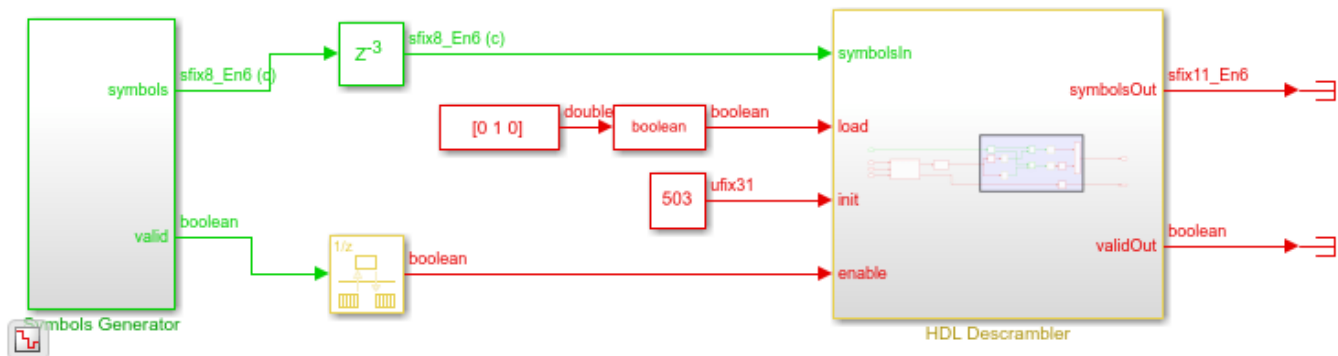 symbols
sfix8_En6 (c)
valid
boolean
Symbols Generator
z-3
sfix8_En6 (c)
[0 1 0]
double
boolean
boolean
503
ufix31
1/z
boolean
symbolsIn
load
init
enable
symbolsOut
validOut
HDL Descrambler
sfix11_En6
boolean